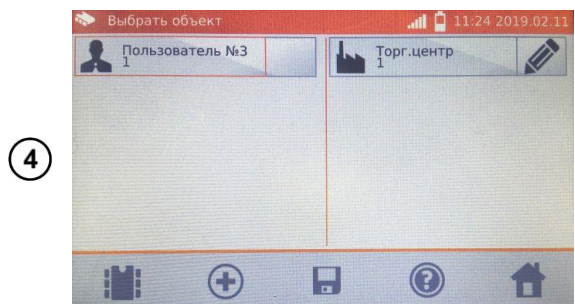 Выбрать объект
11:24 2019.02.11
Пользователь №3
1
Торг.центр
1
4